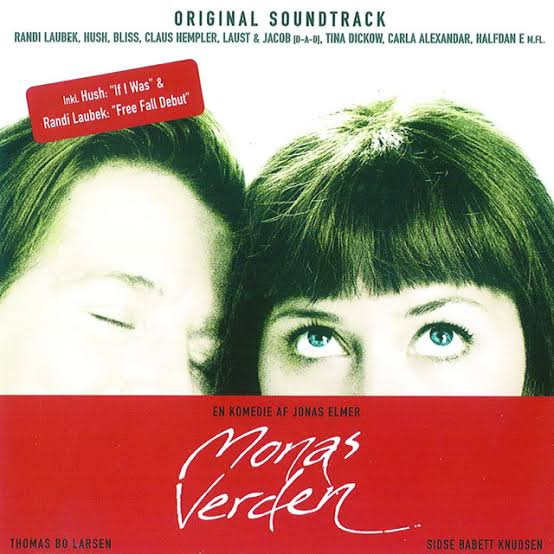 ORIGINAL SOUNDTRACK
RANDI LAUBEK, HUSH, BLISS, CLAUS HEMPLER, LAUST & JACOB [D-A-D], TINA DICKOW, CARLA ALEXANDAR, HALFDAN E M.FL.
Inkl. Hush: "If I Was" &
Randi Laubek: "Free Fall Debut"
EN KOMEDIE AF JONAS ELMER
Monas
Verden
THOMAS BO LARSEN
SIDSE BABETT KNUDSEN